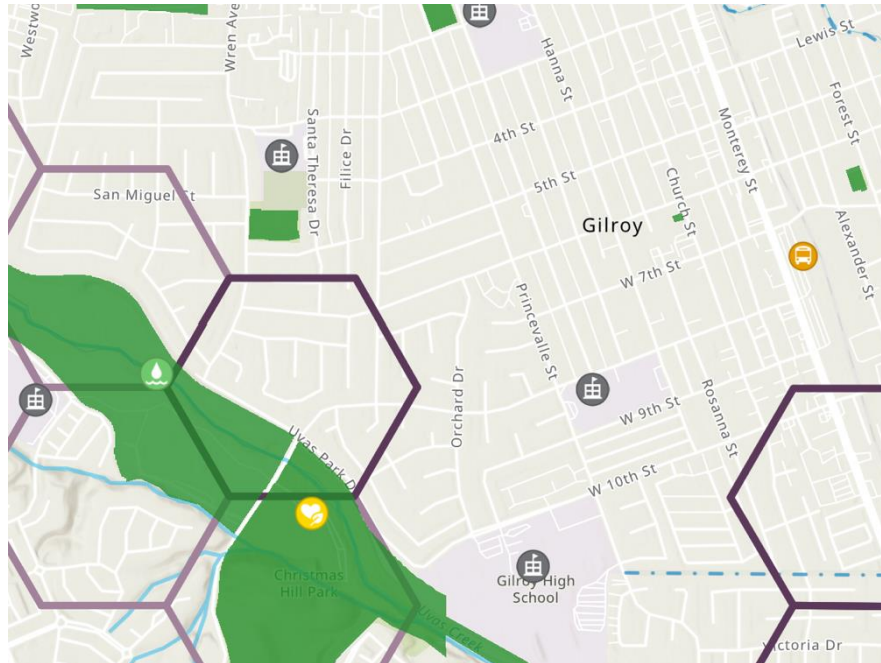 Westwo
Wren Ave
Hanna St
Lewis St
Forest St
Monterey St
4th St
Santa Theresa Dr
Filice Dr
5th St
Church St
San Miguel St
Gilroy
Alexander St
W 7th St
Princevalle St
Orchard Dr
Rosanna St
W 9th St
Uvas Park D
W 10th St
Christmas
Hill Park
Gilroy High
School
Uvas Creek
Victoria Dr